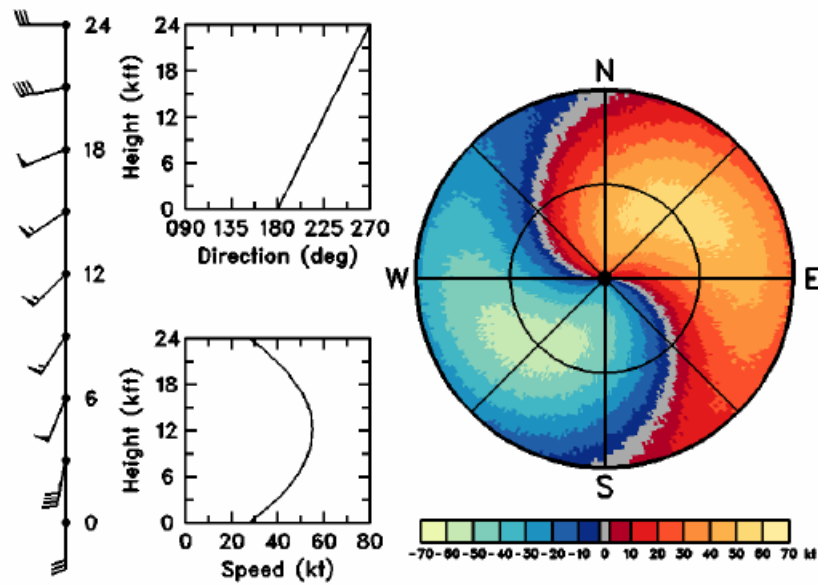 24
18
12
6
0
24
18
12
6
0
Height (kft)
090 135 180 225 270
Direction (deg)
24
18
12
6
0
Height (kft)
0 20 40 60 80
Speed (kt)
N
W
E
S
-70 -60 -50 -40 -30 -20 -10 0 10 20 30 40 50 60 70 kt